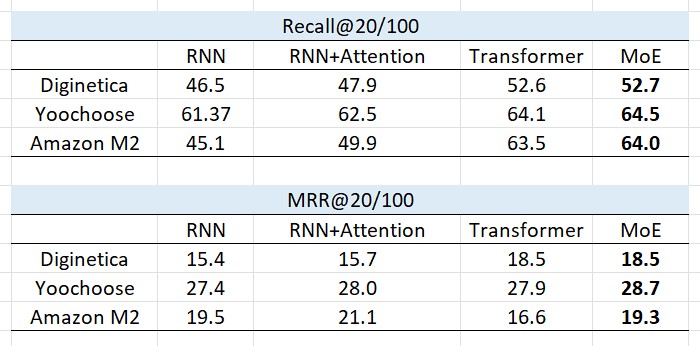 Recall@20/100
RNN RNN+Attention Transformer MoE
Diginetica 46.5 47.9 52.6 52.7
Yoochoose 61.37 62.5 64.1 64.5
Amazon M2 45.1 49.9 63.5 64.0
MRR@20/100
RNN RNN+Attention Transformer MoE
Diginetica 15.4 15.7 18.5 18.5
Yoochoose 27.4 28.0 27.9 28.7
Amazon M2 19.5 21.1 16.6 19.3